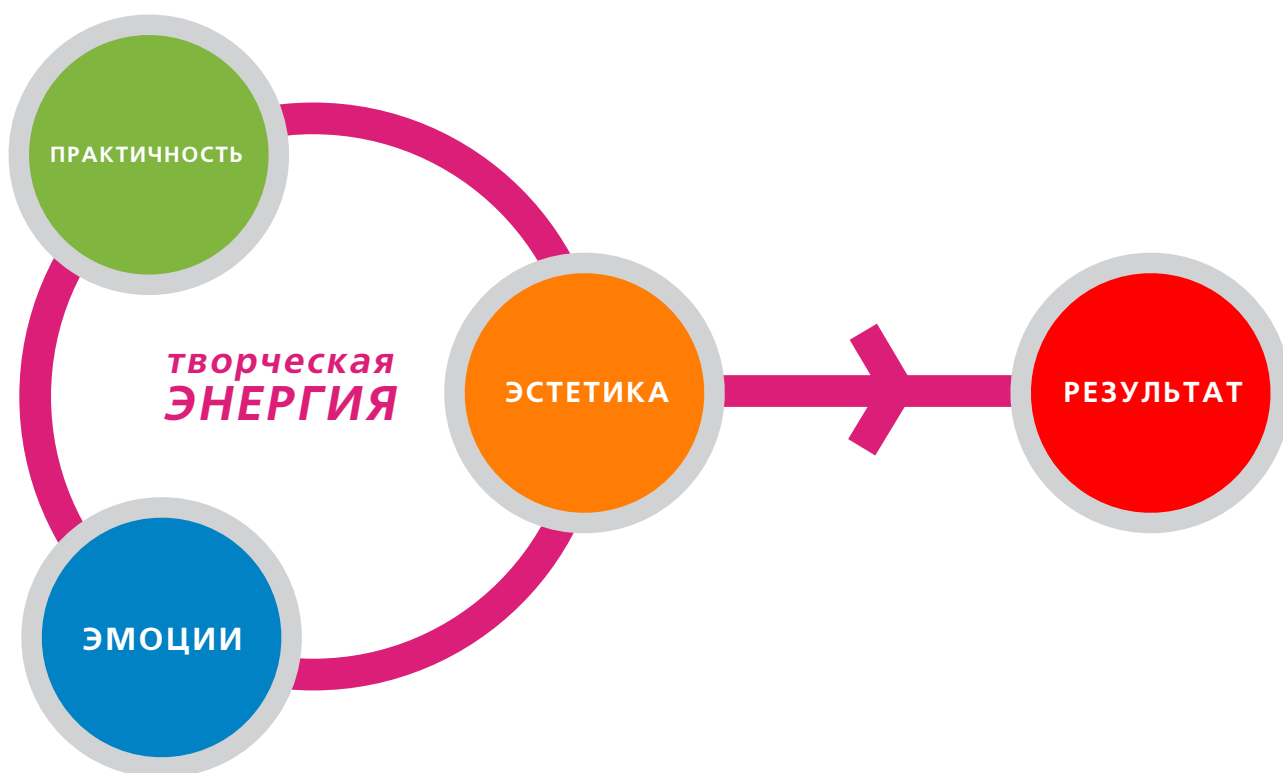 ПРАКТИЧНОСТЬ
творческая
ЭНЕРГИЯ
ЭСТЕТИКА
РЕЗУЛЬТАТ
ЭМОЦИИ